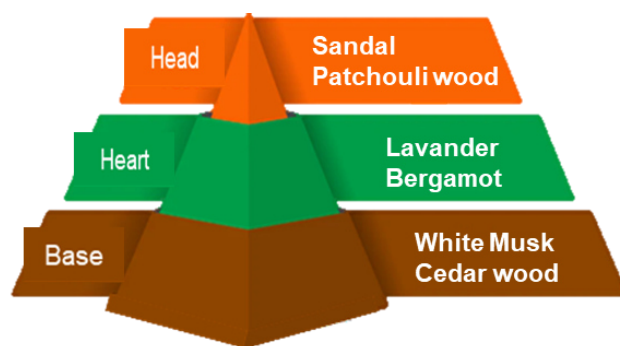 Head
Sandal
Patchouli wood
Heart
Lavander
Bergamot
Base
White Musk
Cedar wood